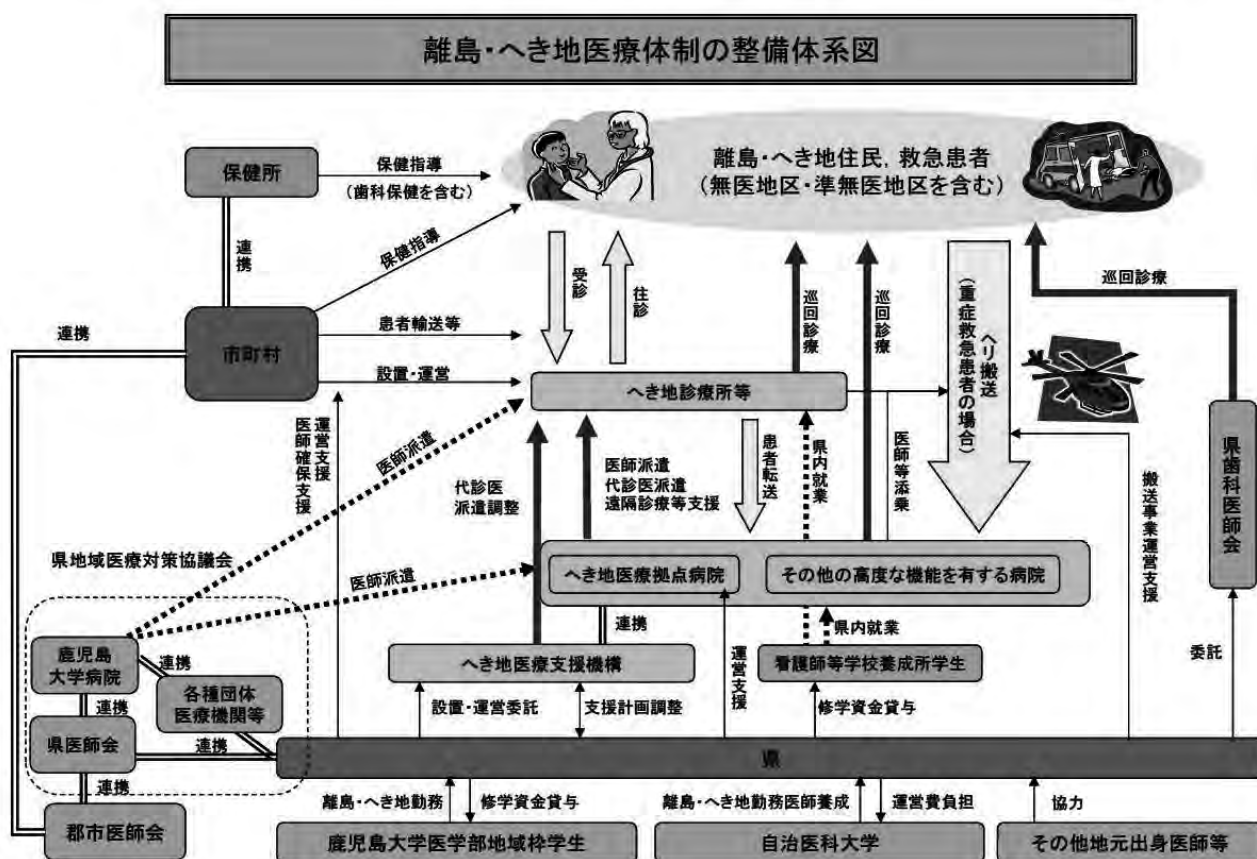 離島・へき地医療体制の整備体系図
離島・へき地住民，救急患者
（無医地区・準無医地区を含む）
保健所
保健指導
（歯科保健を含む）
連携
保健指導
受診
往診
巡回診療
巡回診療
ヘリ搬送
（重症救急患者の場合）
巡回診療
連携
市町村
患者輸送等
設置・運営
へき地診療所等
運営支援
医師確保支援
医師派遣
代診医
派遣調整
医師派遣
代診医派遣
遠隔診療等支援
患者転送
県内就業
医師等添乗
搬送事業運営支援
県歯科医師会
県地域医療対策協議会
医師派遣
へき地医療拠点病院
その他の高度な機能を有する病院
連携
県内就業
鹿児島
大学病院
連携
各種団体
医療機関等
へき地医療支援機構
運営支援
看護師等学校養成所学生
委託
連携
設置・運営委託
支援計画調整
修学資金貸与
県医師会
連携
県
連携
離島・へき地勤務
修学資金貸与
離島・へき地勤務医師養成
運営費負担
協力
郡市医師会
鹿児島大学医学部地域枠学生
自治医科大学
その他地元出身医師等